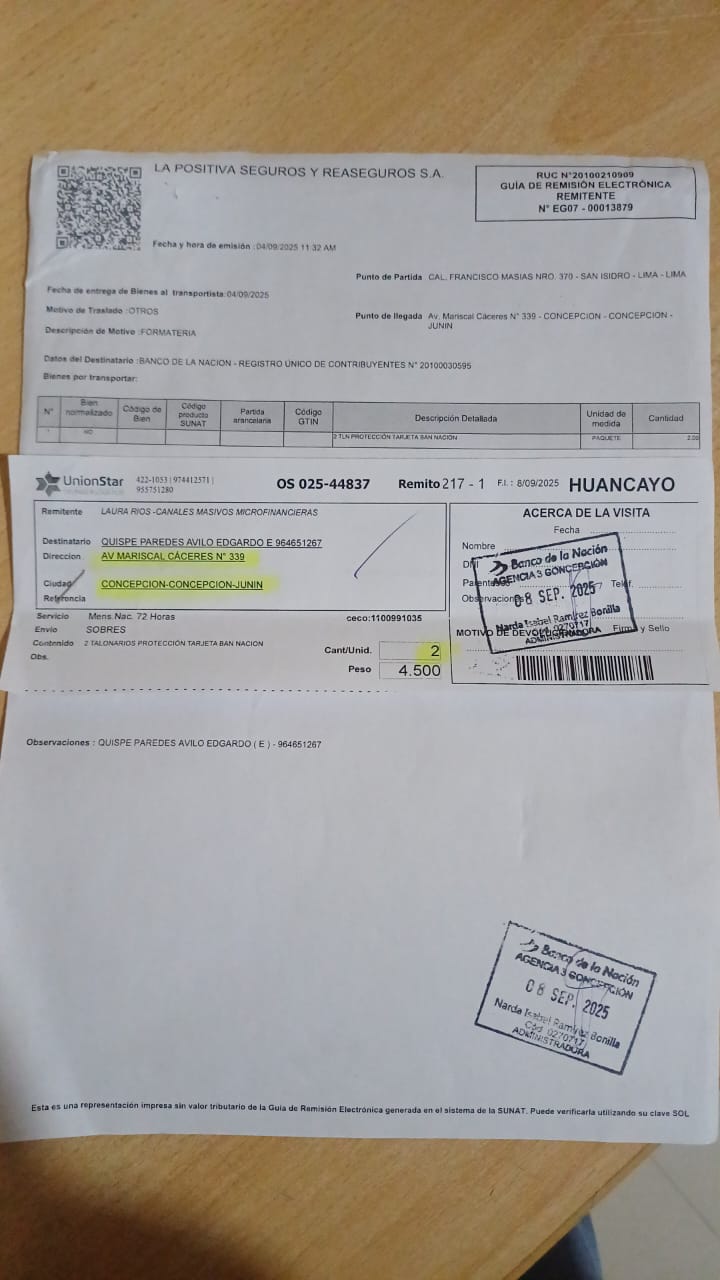 LA POSITIVA SEGUROS Y REASEGUROS S.A.
RUC N°20100210909
GUÍA DE REMISIÓN ELECTRÓNICA
REMITENTE
N° EG07 - 00013879
Fecha y hora de emisión :04/09/2025 11:32 AM
Punto de Partida CAL. FRANCISCO MASIAS NRO. 370 - SAN ISIDRO - LIMA - LIMA
Fecha de entrega de Bienes al transportista:04/09/2025
Motivo de Traslado :OTROS
Punto de llegada Av. Mariscal Cáceres N° 339 - CONCEPCION - CONCEPCION -
JUNIN
Descripción de Motivo :FORMATERIA
Datos del Destinatario :BANCO DE LA NACION - REGISTRO ÚNICO DE CONTRIBUYENTES N° 20100030595
Bienes por transportar:
N° Bien normalizado Código de Bien Código producto SUNAT Partida arancelaria Código GTIN Descripción Detallada Unidad de medida Cantidad
1 NO 2 TLN PROTECCIÓN TARJETA BAN NACION PAQUETE 2.00
UnionStar 422-1053 | 974412571 |
955751280
OS 025-44837 Remito 217 - 1 F.I. : 8/09/2025 HUANCAYO
Remitente LAURA RIOS -CANALES MASIVOS MICROFINANCIERAS
Destinatario QUISPE PAREDES AVILO EDGARDO E 964651267
Direccion AV MARISCAL CÁCERES N° 339
Ciudad CONCEPCION-CONCEPCION-JUNIN
Referencia
Servicio Mens.Nac. 72 Horas ceco:1100991035
Envio SOBRES
Contenido 2 TALONARIOS PROTECCIÓN TARJETA BAN NACION
Obs.
Cant/Unid. 2
Peso 4.500
ACERCA DE LA VISITA
Fecha
Nombre
Observaciones
MOTIVO DE
Firma y Sello
Banco de la Nación
AGENCIA 3 CONCEPCIÓN
08 SEP. 2025
Narda Isabel Ramírez Bonilla
Cód. 0270717
ADMINISTRADORA
Observaciones : QUISPE PAREDES AVILO EDGARDO ( E ) - 964651267
Banco de la Nación
AGENCIA 3 CONCEPCIÓN
08 SEP. 2025
Narda Isabel Ramírez Bonilla
Cód. 0270717
ADMINISTRADORA
Esta es una representación impresa sin valor tributario de la Guía de Remisión Electrónica generada en el sistema de la SUNAT. Puede verificarla utilizando su clave SOL